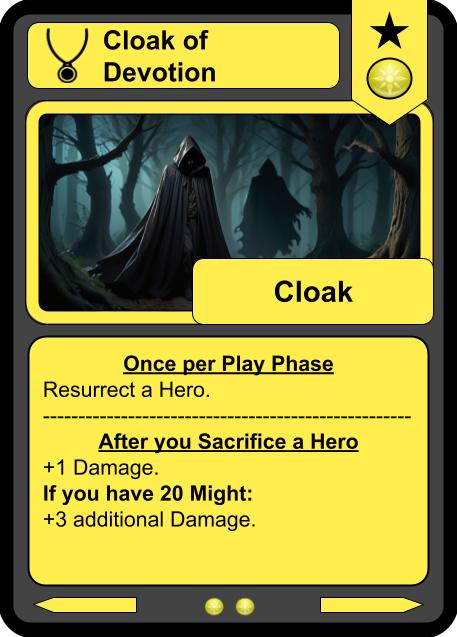 Cloak of
Devotion
Cloak
Once per Play Phase
Resurrect a Hero.
--------------------------------------------------------
After you Sacrifice a Hero
+1 Damage.
If you have 20 Might:
+3 additional Damage.